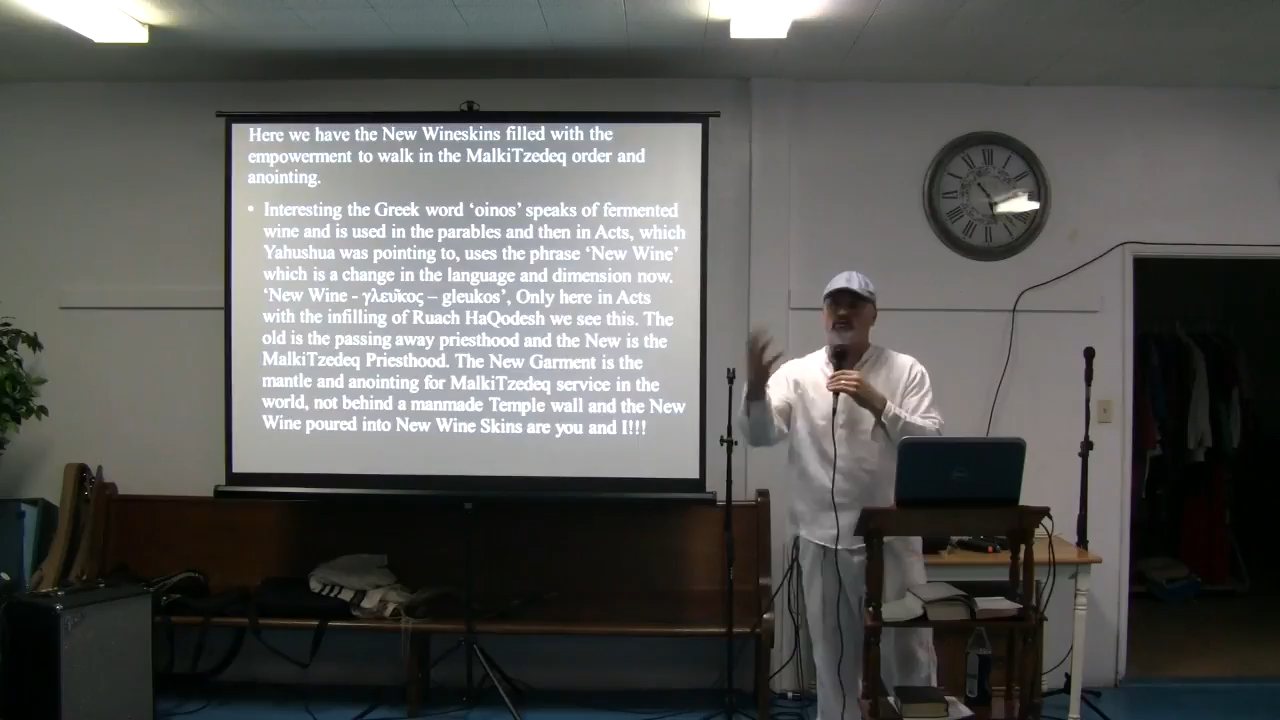 Here we have the New Wineskins filled with the
empowerment to walk in the MalkiTzedeq order and
anointing.
• Interesting the Greek word ‘oinos’ speaks of fermented
wine and is used in the parables and then in Acts, which
Yahushua was pointing to, uses the phrase ‘New Wine’
which is a change in the language and dimension now.
‘New Wine - γλεῦκος – gleukos’, Only here in Acts
with the infilling of Ruach HaQodesh we see this. The
old is the passing away priesthood and the New is the
MalkiTzedeq Priesthood. The New Garment is the
mantle and anointing for MalkiTzedeq service in the
world, not behind a manmade Temple wall and the New
Wine poured into New Wine Skins are you and I!!!